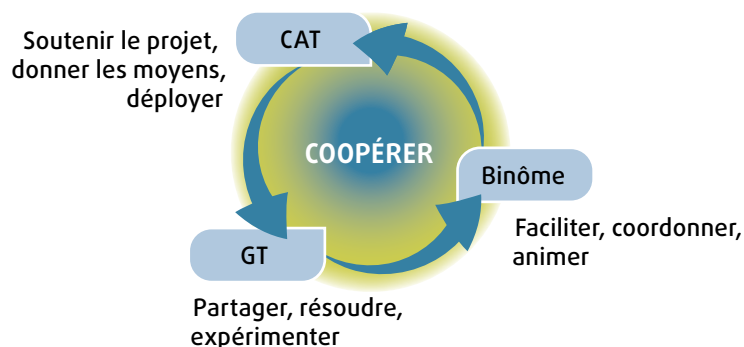 Soutenir le projet,
donner les moyens,
déployer
CAT
COOPÉRER
Binôme
Faciliter, coordonner,
animer
GT
Partager, résoudre,
expérimenter